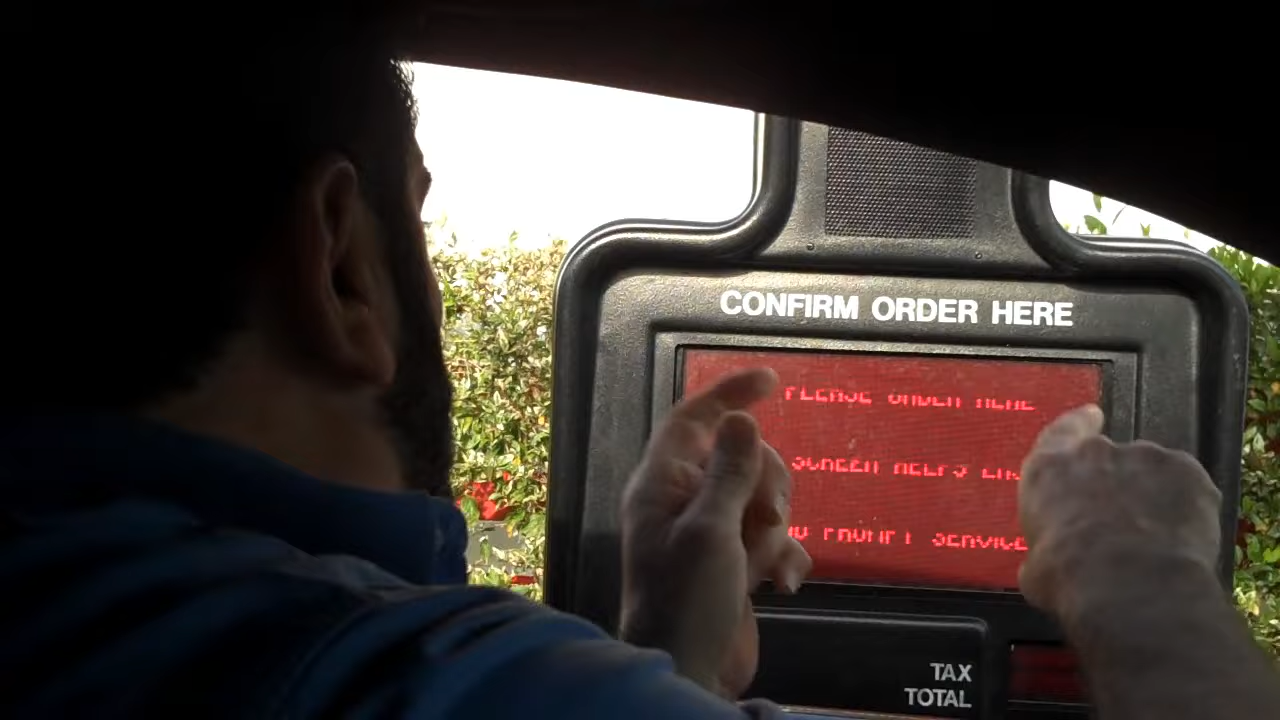 CONFIRM ORDER HERE
PLEASE ORDER HERE
SCREEN HELPS
PROMPT SERVICE
TAX
TOTAL